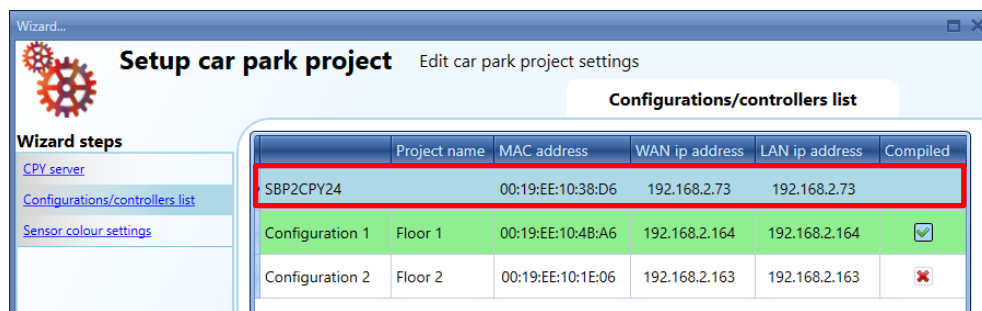 Wizard...
Setup car park project Edit car park project settings
Configurations/controllers list
Wizard steps
CPY server
Configurations/controllers list
Sensor colour settings
Project name MAC address WAN ip address LAN ip address Compiled
SBP2CPY24 00:19:EE:10:38:D6 192.168.2.73 192.168.2.73
Configuration 1 Floor 1 00:19:EE:10:4B:A6 192.168.2.164 192.168.2.164
Configuration 2 Floor 2 00:19:EE:10:1E:06 192.168.2.163 192.168.2.163